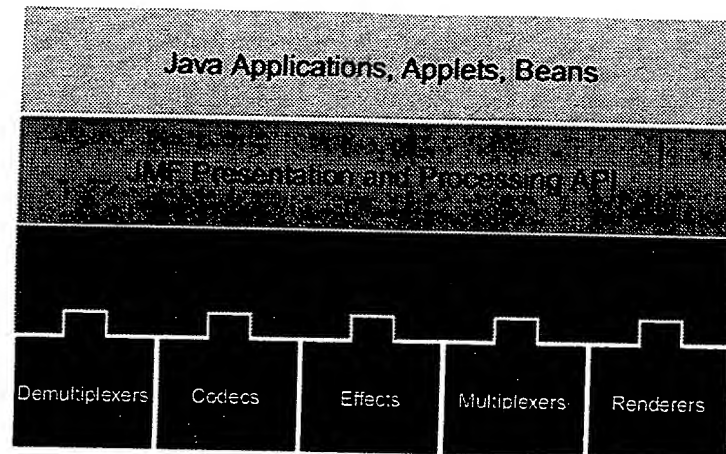 Java Applications, Applets, Beans
JMF Presentation and Processing API
Demultiplexers
Codecs
Effects
Multiplexers
Renderers